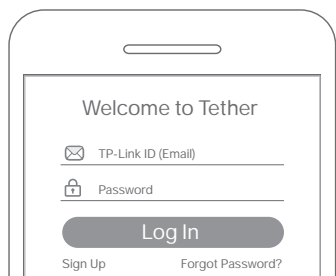 Welcome to Tether
TP-Link ID (Email)
Password
Log In
Sign Up Forgot Password?